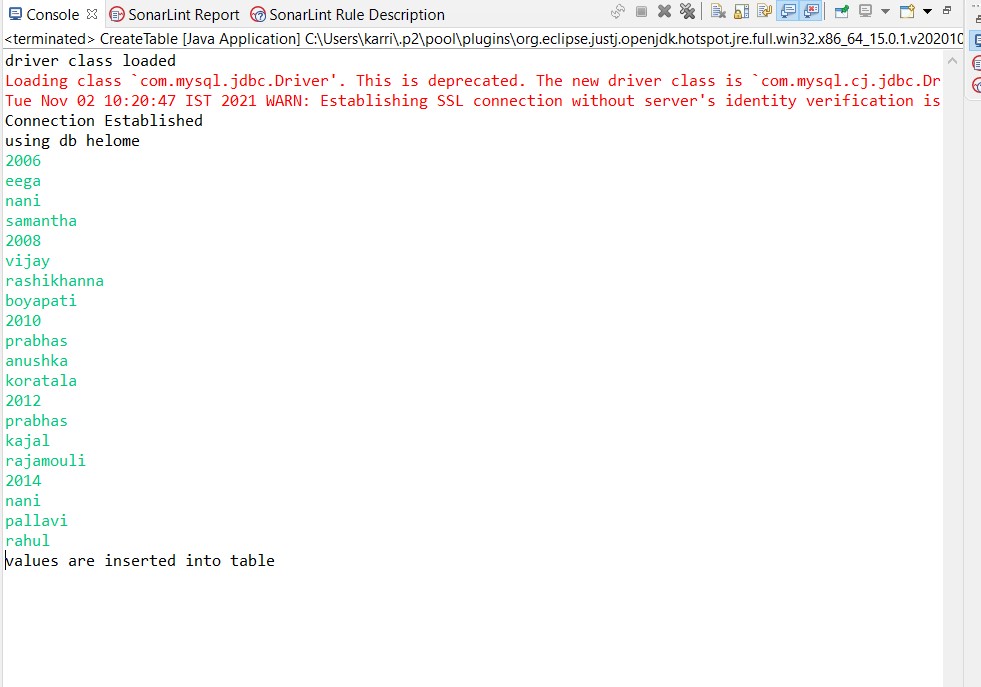 Console SonarLint Report SonarLint Rule Description
<terminated> CreateTable [Java Application] C:\Users\karri\.p2\pool\plugins\org.eclipse.justj.openjdk.hotspot.jre.full.win32.x86_64_15.0.1.v202010
driver class loaded
Loading class `com.mysql.jdbc.Driver'. This is deprecated. The new driver class is `com.mysql.cj.jdbc.Dr
Tue Nov 02 10:20:47 IST 2021 WARN: Establishing SSL connection without server's identity verification is
Connection Established
using db helome
2006
eega
nani
samantha
2008
vijay
rashikhanna
boyapati
2010
prabhas
anushka
koratala
2012
prabhas
kajal
rajamouli
2014
nani
pallavi
rahul
values are inserted into table